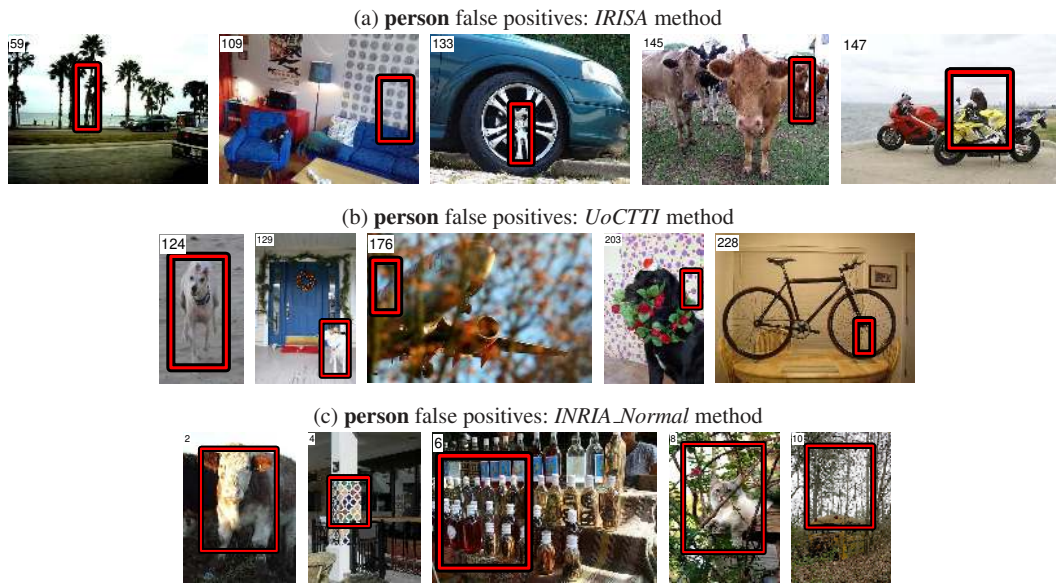 (a) person false positives: IRISA method
59 109 133 145 147
(b) person false positives: UoCTTI method
124 129 176 203 228
(c) person false positives: INRIA_Normal method
2 4 6 8 10